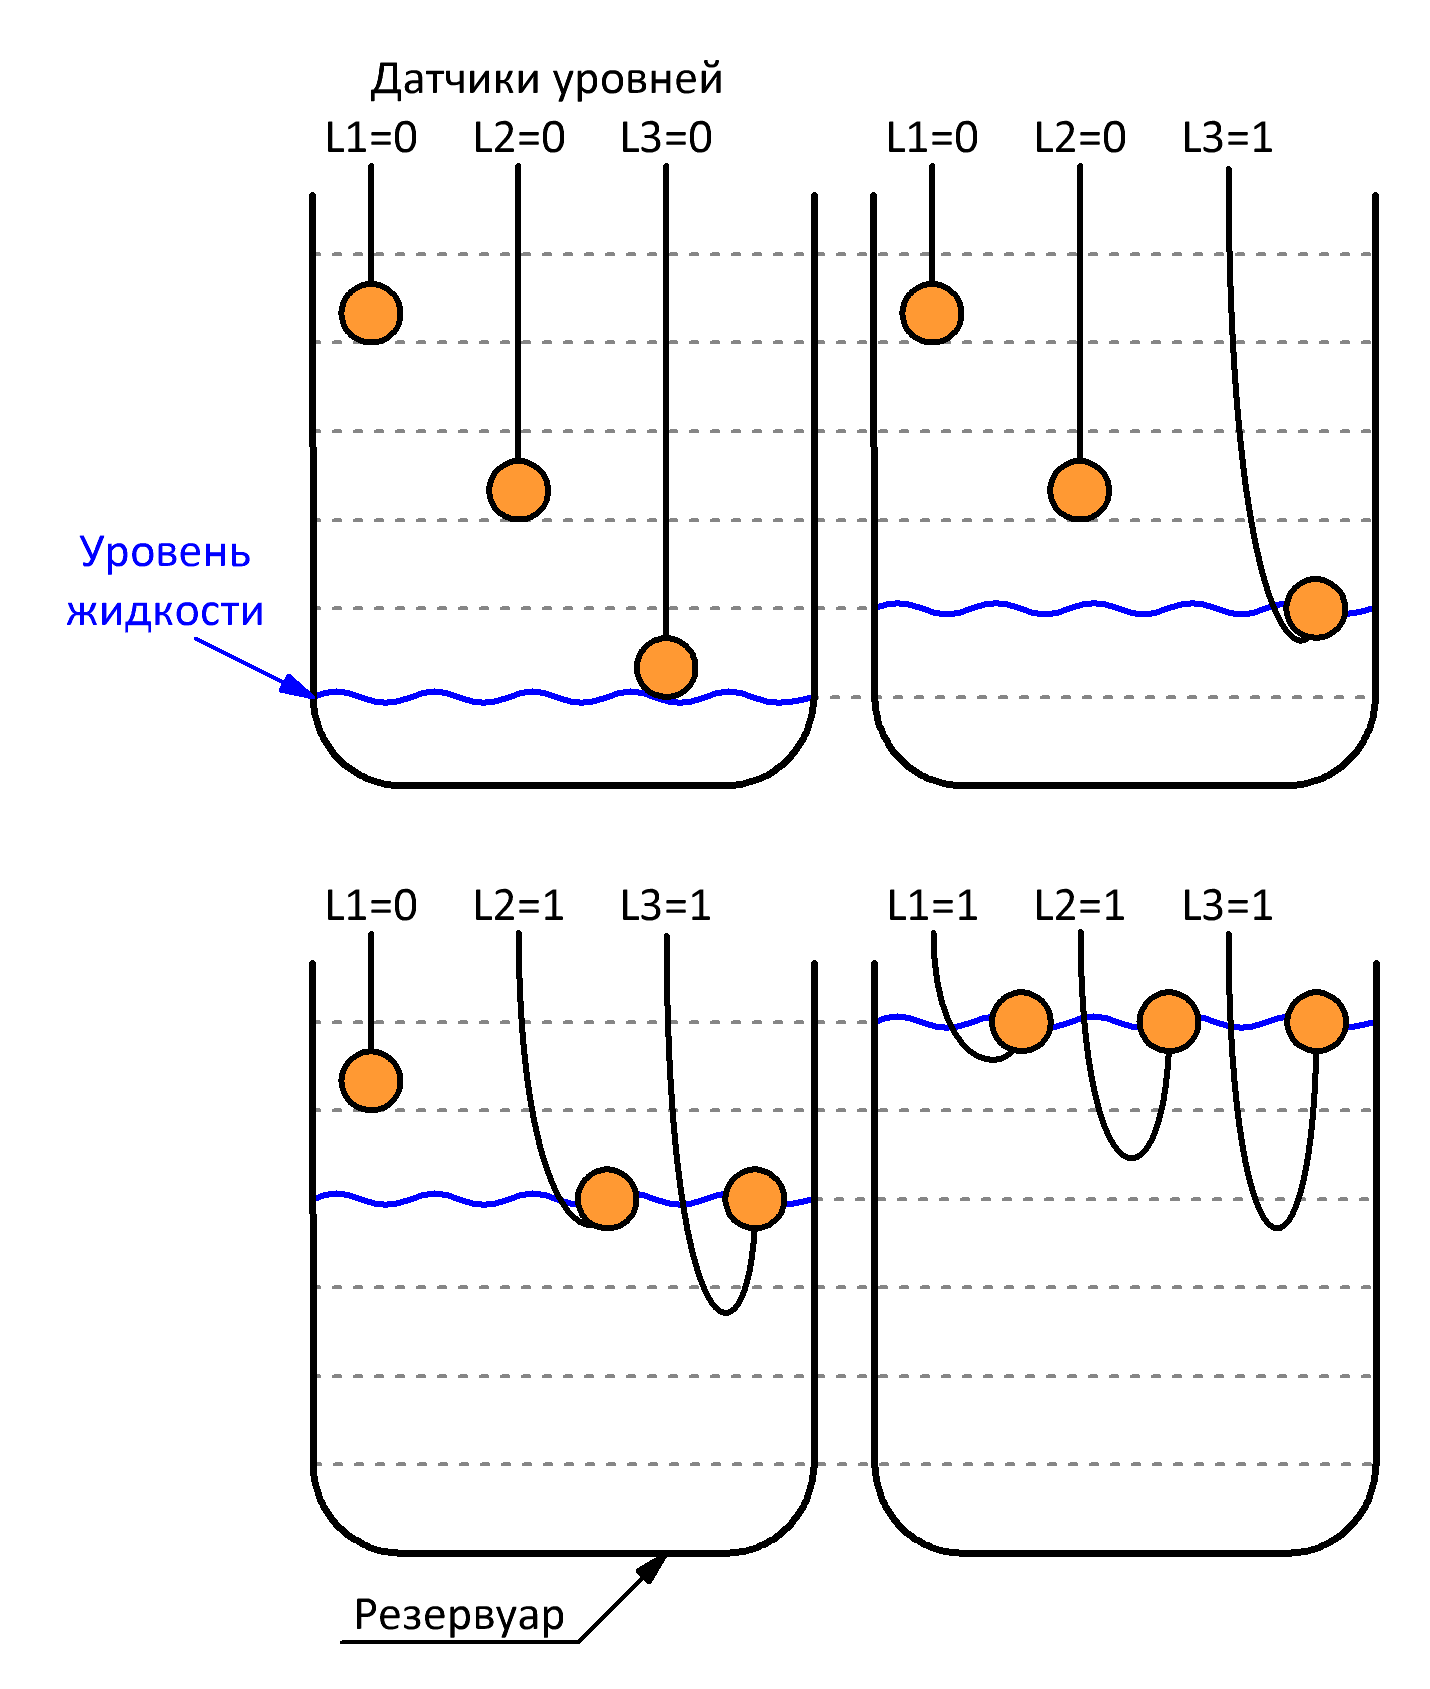 Датчики уровней
L1=0 L2=0 L3=0 L1=0 L2=0 L3=1
Уровень
жидкости
L1=0 L2=1 L3=1 L1=1 L2=1 L3=1
Резервуар